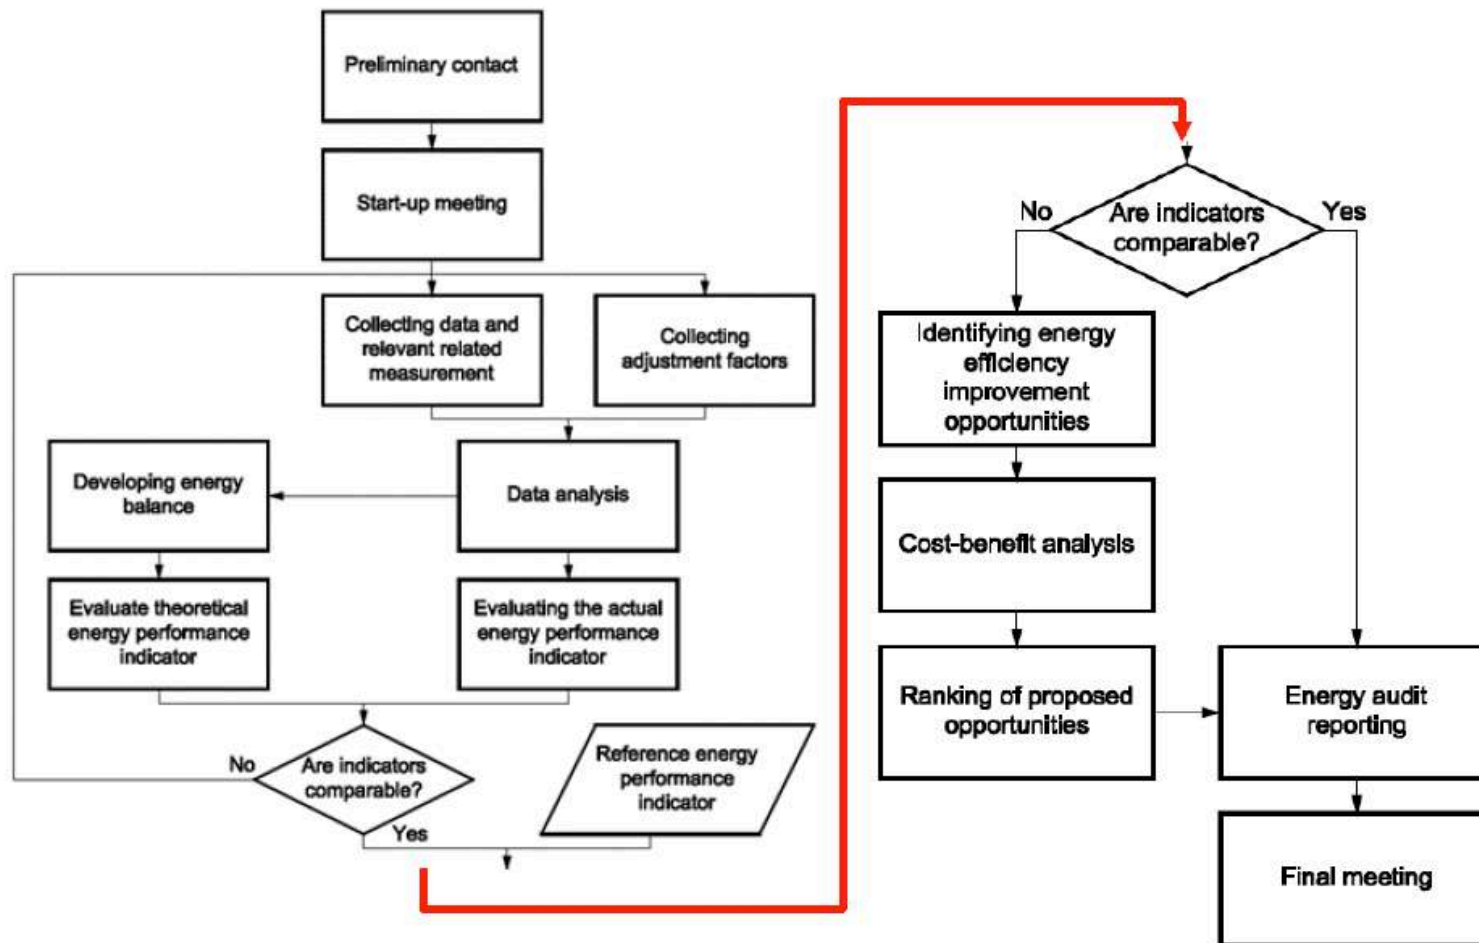 Preliminary contact
Start-up meeting
Collecting data and
relevant related
measurement
Collecting
adjustment factors
Developing energy
balance
Data analysis
Evaluate theoretical
energy performance
indicator
Evaluating the actual
energy performance
indicator
No
Are indicators
comparable?
Yes
Reference energy
performance
indicator
No
Are indicators
comparable?
Yes
Identifying energy
efficiency
improvement
opportunities
Cost-benefit analysis
Ranking of proposed
opportunities
Energy audit
reporting
Final meeting